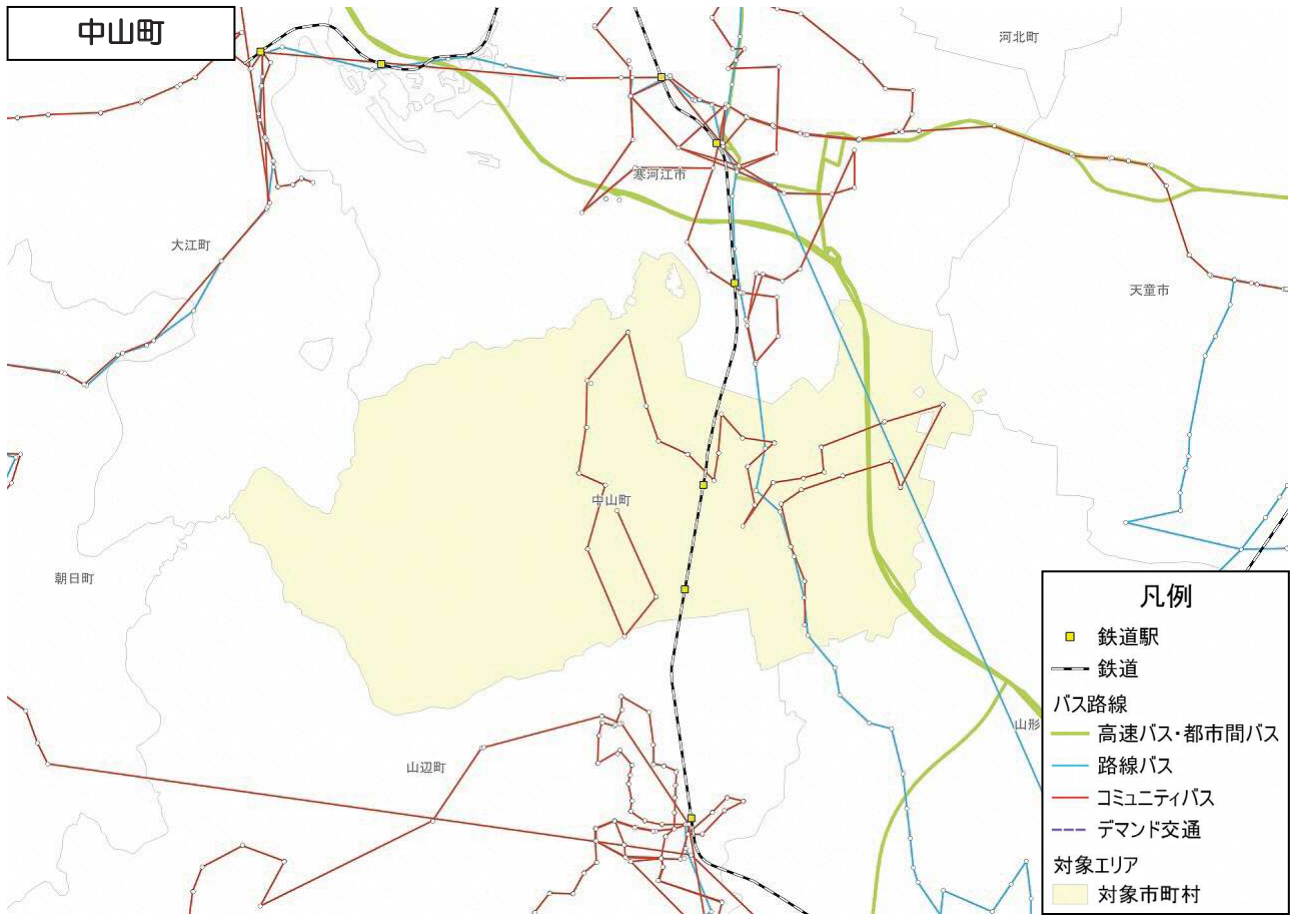 中山町
河北町
寒河江市
大江町
天童市
中山町
朝日町
山形
山辺町
凡例
鉄道駅
鉄道
バス路線
高速バス・都市間バス
路線バス
コミュニティバス
デマンド交通
対象エリア
対象市町村